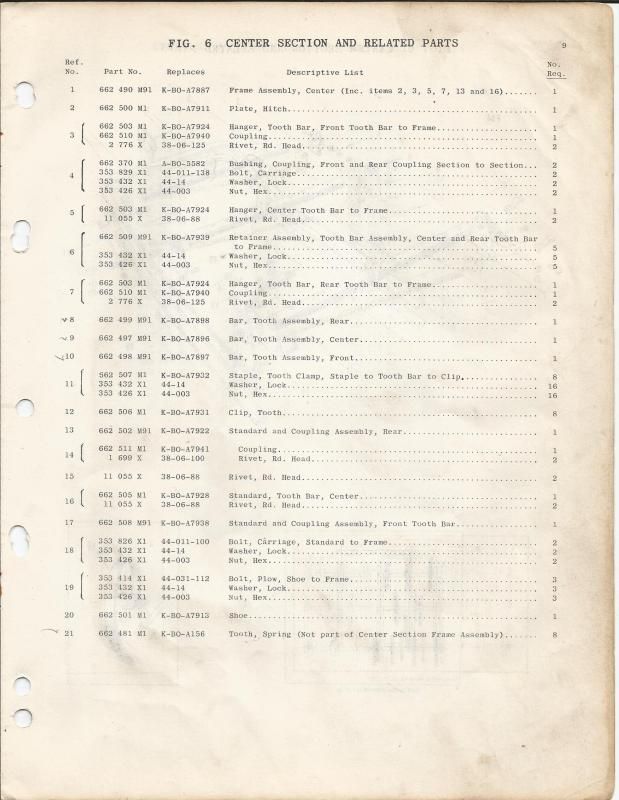 FIG. 6 CENTER SECTION AND RELATED PARTS 9
Ref. No. Part No. Replaces Descriptive List No. Req.
1 662 490 M91 K-BO-A7887 Frame Assembly, Center (Inc. items 2, 3, 5, 7, 13 and 16)....... 1
2 662 500 M1 K-BO-A7911 Plate, Hitch.................................................. 1
3 662 503 M1 K-BO-A7924 Hanger, Tooth Bar, Front Tooth Bar to Frame.................... 1
662 510 M1 K-BO-A7940 Coupling...................................................... 1
2 776 X 38-06-125 Rivet, Rd. Head............................................... 2
4 662 370 M1 A-BO-5582 Bushing, Coupling, Front and Rear Coupling Section to Section... 2
353 829 X1 44-011-138 Bolt, Carriage................................................ 2
353 432 X1 44-14 Washer, Lock.................................................. 2
353 426 X1 44-003 Nut, Hex...................................................... 2
5 662 503 M1 K-BO-A7924 Hanger, Center Tooth Bar to Frame.............................. 1
11 055 X 38-06-88 Rivet, Rd. Head............................................... 2
6 662 509 M91 K-BO-A7939 Retainer Assembly, Tooth Bar Assembly, Center and Rear Tooth Bar
to Frame...................................................... 5
353 432 X1 44-14 Washer, Lock.................................................. 5
353 426 X1 44-003 Nut, Hex...................................................... 5
7 662 503 M1 K-BO-A7924 Hanger, Tooth Bar, Rear Tooth Bar to Frame..................... 1
662 510 M1 K-BO-A7940 Coupling...................................................... 1
2 776 X 38-06-125 Rivet, Rd. Head............................................... 2
8 662 499 M91 K-BO-A7898 Bar, Tooth Assembly, Rear...................................... 1
9 662 497 M91 K-BO-A7896 Bar, Tooth Assembly, Center.................................... 1
10 662 498 M91 K-BO-A7897 Bar, Tooth Assembly, Front..................................... 1
11 662 507 M1 K-BO-A7932 Staple, Tooth Clamp, Staple to Tooth Bar to Clip............... 8
353 432 X1 44-14 Washer, Lock.................................................. 16
353 426 X1 44-003 Nut, Hex...................................................... 16
12 662 506 M1 K-BO-A7931 Clip, Tooth................................................... 8
13 662 502 M91 K-BO-A7922 Standard and Coupling Assembly, Rear........................... 1
14 662 511 M1 K-BO-A7941 Coupling.................................................... 1
1 699 X 38-06-100 Rivet, Rd. Head............................................. 2
15 11 055 X 38-06-88 Rivet, Rd. Head............................................... 2
16 662 505 M1 K-BO-A7928 Standard, Tooth Bar, Center.................................... 1
11 055 X 38-06-88 Rivet, Rd. Head............................................... 2
17 662 508 M91 K-BO-A7938 Standard and Coupling Assembly, Front Tooth Bar................ 1
18 353 826 X1 44-011-100 Bolt, Carriage, Standard to Frame.............................. 2
353 432 X1 44-14 Washer, Lock.................................................. 2
353 426 X1 44-003 Nut, Hex...................................................... 2
19 353 414 X1 44-031-112 Bolt, Plow, Shoe to Frame...................................... 3
353 432 X1 44-14 Washer, Lock.................................................. 3
353 426 X1 44-003 Nut, Hex...................................................... 3
20 662 501 M1 K-BO-A7913 Shoe.......................................................... 1
21 662 481 M1 K-BO-A156 Tooth, Spring (Not part of Center Section Frame Assembly)....... 8